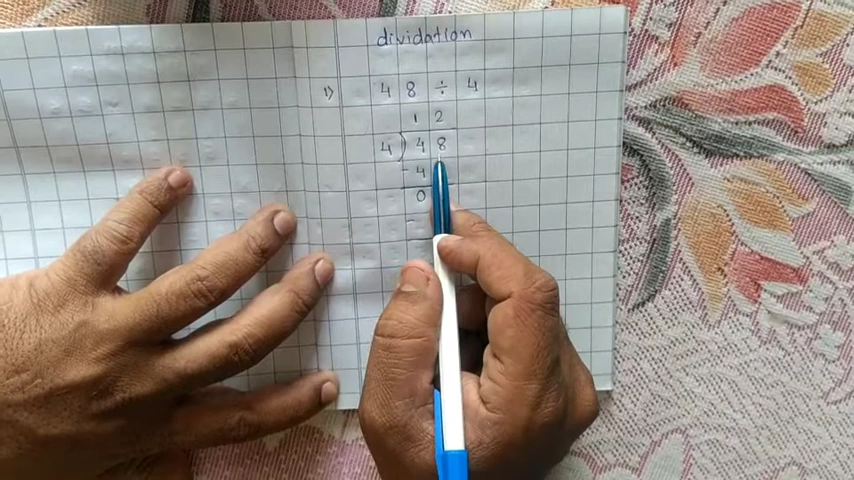 dividation
1) 48 ÷ 4
12
4) 48
- 4
0
-